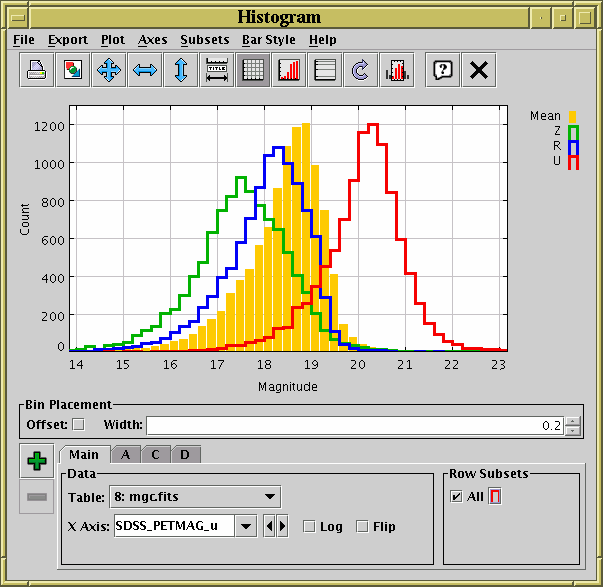 Histogram
File Export Plot Axes Subsets Bar Style Help
TITLE
?
1200
1000
800
600
400
200
0
Count
14 15 16 17 18 19 20 21 22 23
Magnitude
Mean
Z
R
U
Bin Placement
Offset: Width: 0.2
Main A C D
Data
Table: 8: mgc.fits
X Axis: SDSS_PETMAG_u Log Flip
Row Subsets
All